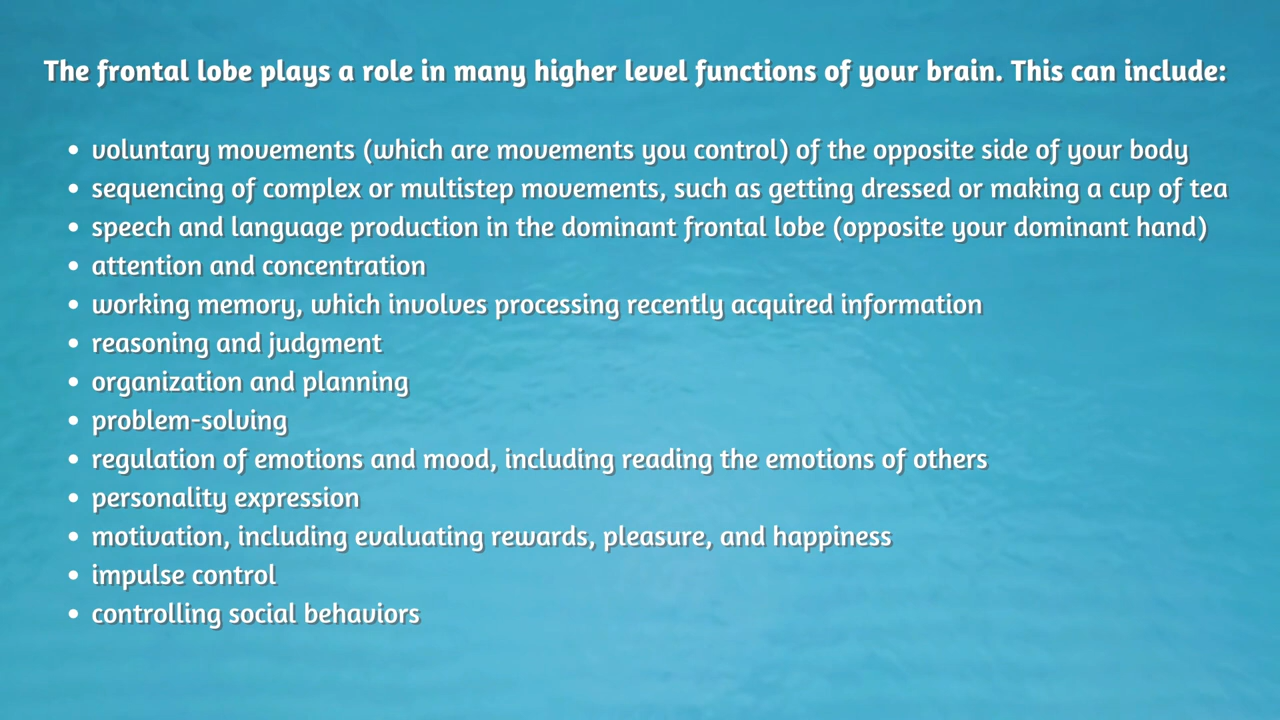 The frontal lobe plays a role in many higher level functions of your brain. This can include:
• voluntary movements (which are movements you control) of the opposite side of your body
• sequencing of complex or multistep movements, such as getting dressed or making a cup of tea
• speech and language production in the dominant frontal lobe (opposite your dominant hand)
• attention and concentration
• working memory, which involves processing recently acquired information
• reasoning and judgment
• organization and planning
• problem-solving
• regulation of emotions and mood, including reading the emotions of others
• personality expression
• motivation, including evaluating rewards, pleasure, and happiness
• impulse control
• controlling social behaviors